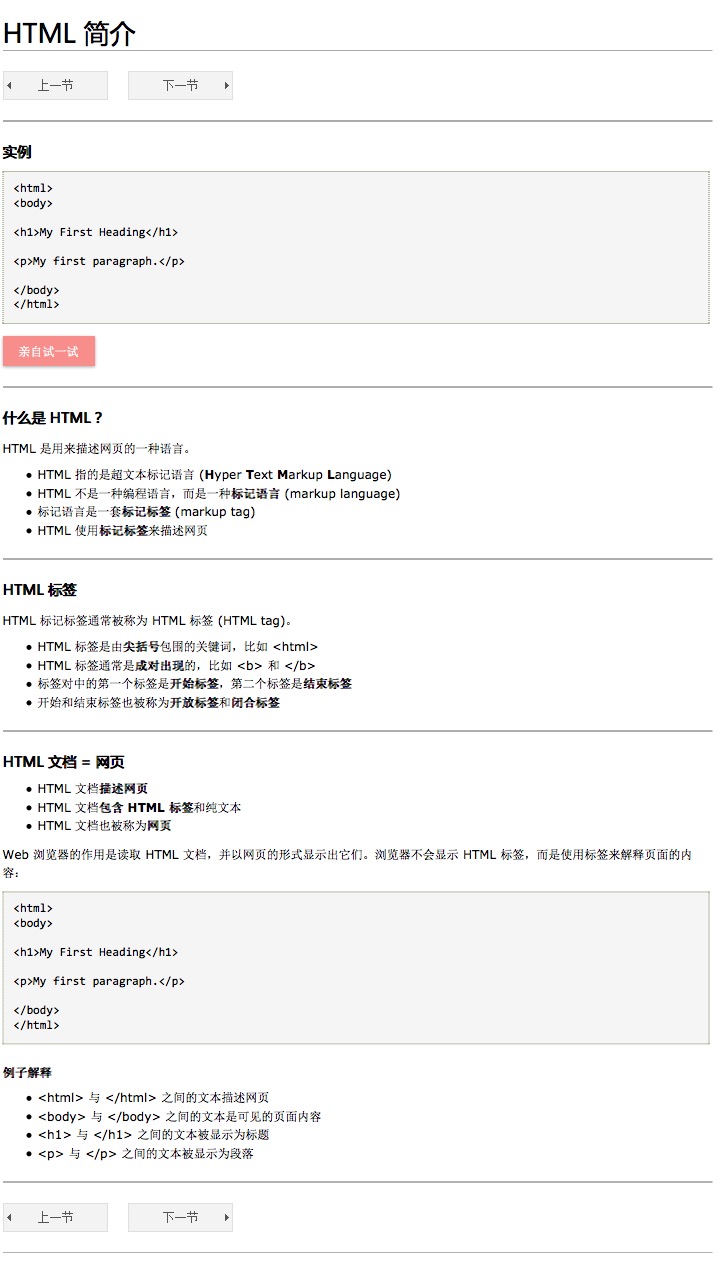 HTML 简介
上一节
下一节
实例
<html>
<body>
<h1>My First Heading</h1>
<p>My first paragraph.</p>
</body>
</html>
亲自试一试
什么是 HTML？
HTML 是用来描述网页的一种语言。
HTML 指的是超文本标记语言 (Hyper Text Markup Language)
HTML 不是一种编程语言，而是一种标记语言 (markup language)
标记语言是一套标记标签 (markup tag)
HTML 使用标记标签来描述网页
HTML 标签
HTML 标记标签通常被称为 HTML 标签 (HTML tag)。
HTML 标签是由尖括号包围的关键词，比如 <html>
HTML 标签通常是成对出现的，比如 <b> 和 </b>
标签对中的第一个标签是开始标签，第二个标签是结束标签
开始和结束标签也被称为开放标签和闭合标签
HTML 文档 = 网页
HTML 文档描述网页
HTML 文档包含 HTML 标签和纯文本
HTML 文档也被称为网页
Web 浏览器的作用是读取 HTML 文档，并以网页的形式显示出它们。浏览器不会显示 HTML 标签，而是使用标签来解释页面的内
容：
<html>
<body>
<h1>My First Heading</h1>
<p>My first paragraph.</p>
</body>
</html>
例子解释
<html> 与 </html> 之间的文本描述网页
<body> 与 </body> 之间的文本是可见的页面内容
<h1> 与 </h1> 之间的文本被显示为标题
<p> 与 </p> 之间的文本被显示为段落
上一节
下一节